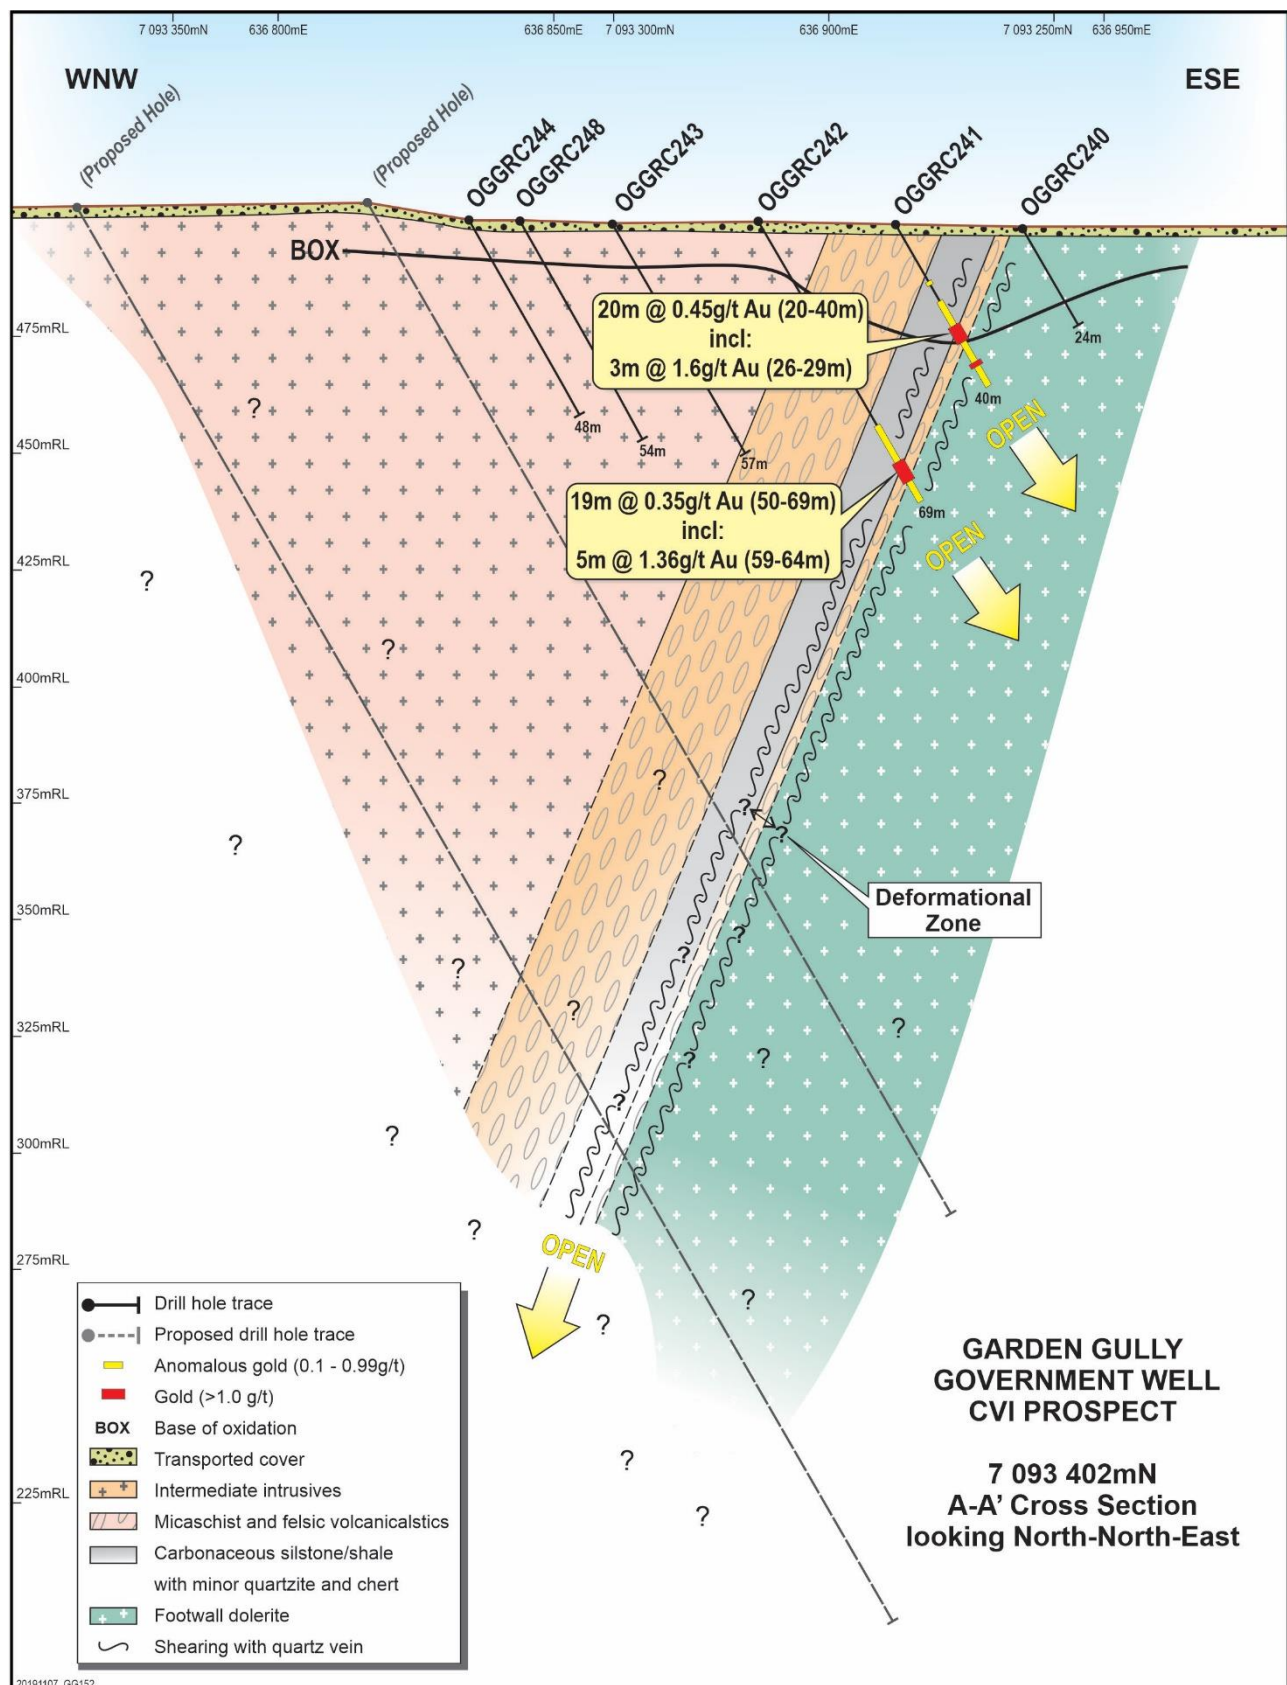 7 093 350mN
636 800mE
636 850mE
7 093 300mN
636 900mE
7 093 250mN
636 950mE
WNW
ESE
(Proposed Hole)
(Proposed Hole)
OGGRC244
OGGRC248
OGGRC243
OGGRC242
OGGRC241
OGGRC240
BOX
20m @ 0.45g/t Au (20-40m)
incl:
3m @ 1.6g/t Au (26-29m)
475mRL
24m
40m
?
48m
54m
57m
OPEN
450mRL
19m @ 0.35g/t Au (50-69m)
incl:
5m @ 1.36g/t Au (59-64m)
69m
OPEN
425mRL
?
?
400mRL
?
375mRL
?
?
?
Deformational
Zone
350mRL
?
?
?
325mRL
?
?
?
?
300mRL
?
?
?
OPEN
275mRL
?
?
Drill hole trace
Proposed drill hole trace
Anomalous gold (0.1 - 0.99g/t)
Gold (>1.0 g/t)
BOX Base of oxidation
Transported cover
Intermediate intrusives
Micaschist and felsic volcanicalstics
Carbonaceous silstone/shale
with minor quartzite and chert
Footwall dolerite
Shearing with quartz vein
225mRL
?
?
GARDEN GULLY
GOVERNMENT WELL
CVI PROSPECT
7 093 402mN
A-A' Cross Section
looking North-North-East
20191107_GG152